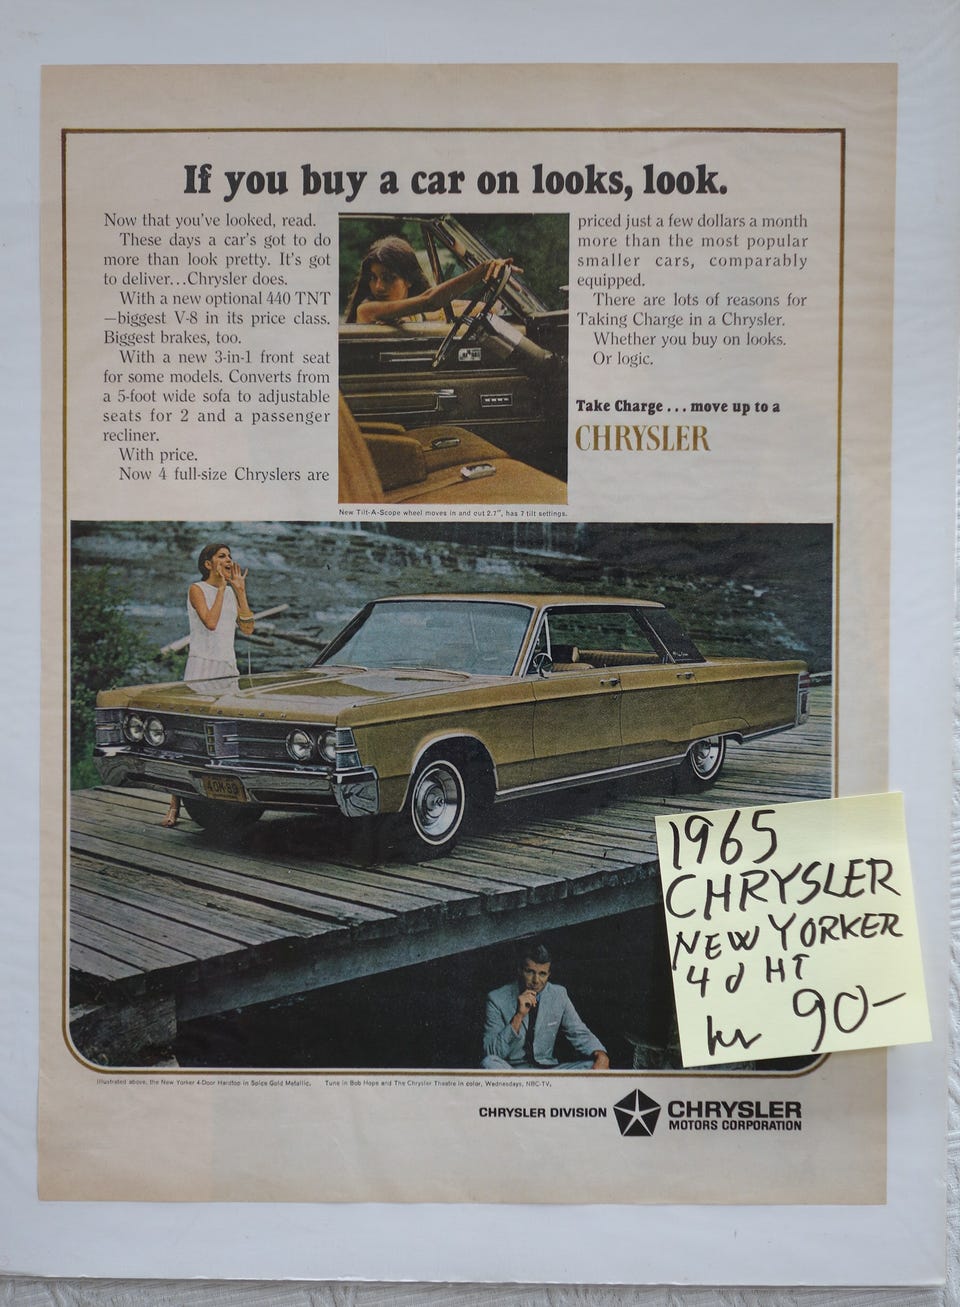 If you buy a car on looks, look.
Now that you've looked, read.
These days a car's got to do
more than look pretty. It's got
to deliver...Chrysler does.
With a new optional 440 TNT
—biggest V-8 in its price class.
Biggest brakes, too.
With a new 3-in-1 front seat
for some models. Converts from
a 5-foot wide sofa to adjustable
seats for 2 and a passenger
recliner.
With price.
Now 4 full-size Chryslers are
New Tilt-A-Scope wheel moves in and out 2.7", has 7 tilt settings.
priced just a few dollars a month
more than the most popular
smaller cars, comparably
equipped.
There are lots of reasons for
Taking Charge in a Chrysler.
Whether you buy on looks.
Or logic.
Take Charge... move up to a
CHRYSLER
1965
CHRYSLER
NEW YORKER
4 d HT
kr 90-
Illustrated above, the New Yorker 4-Door Hardtop in Spice Gold Metallic. Tune in Bob Hope and The Chrysler Theatre in color, Wednesdays, NBC-TV.
CHRYSLER DIVISION
CHRYSLER
MOTORS CORPORATION